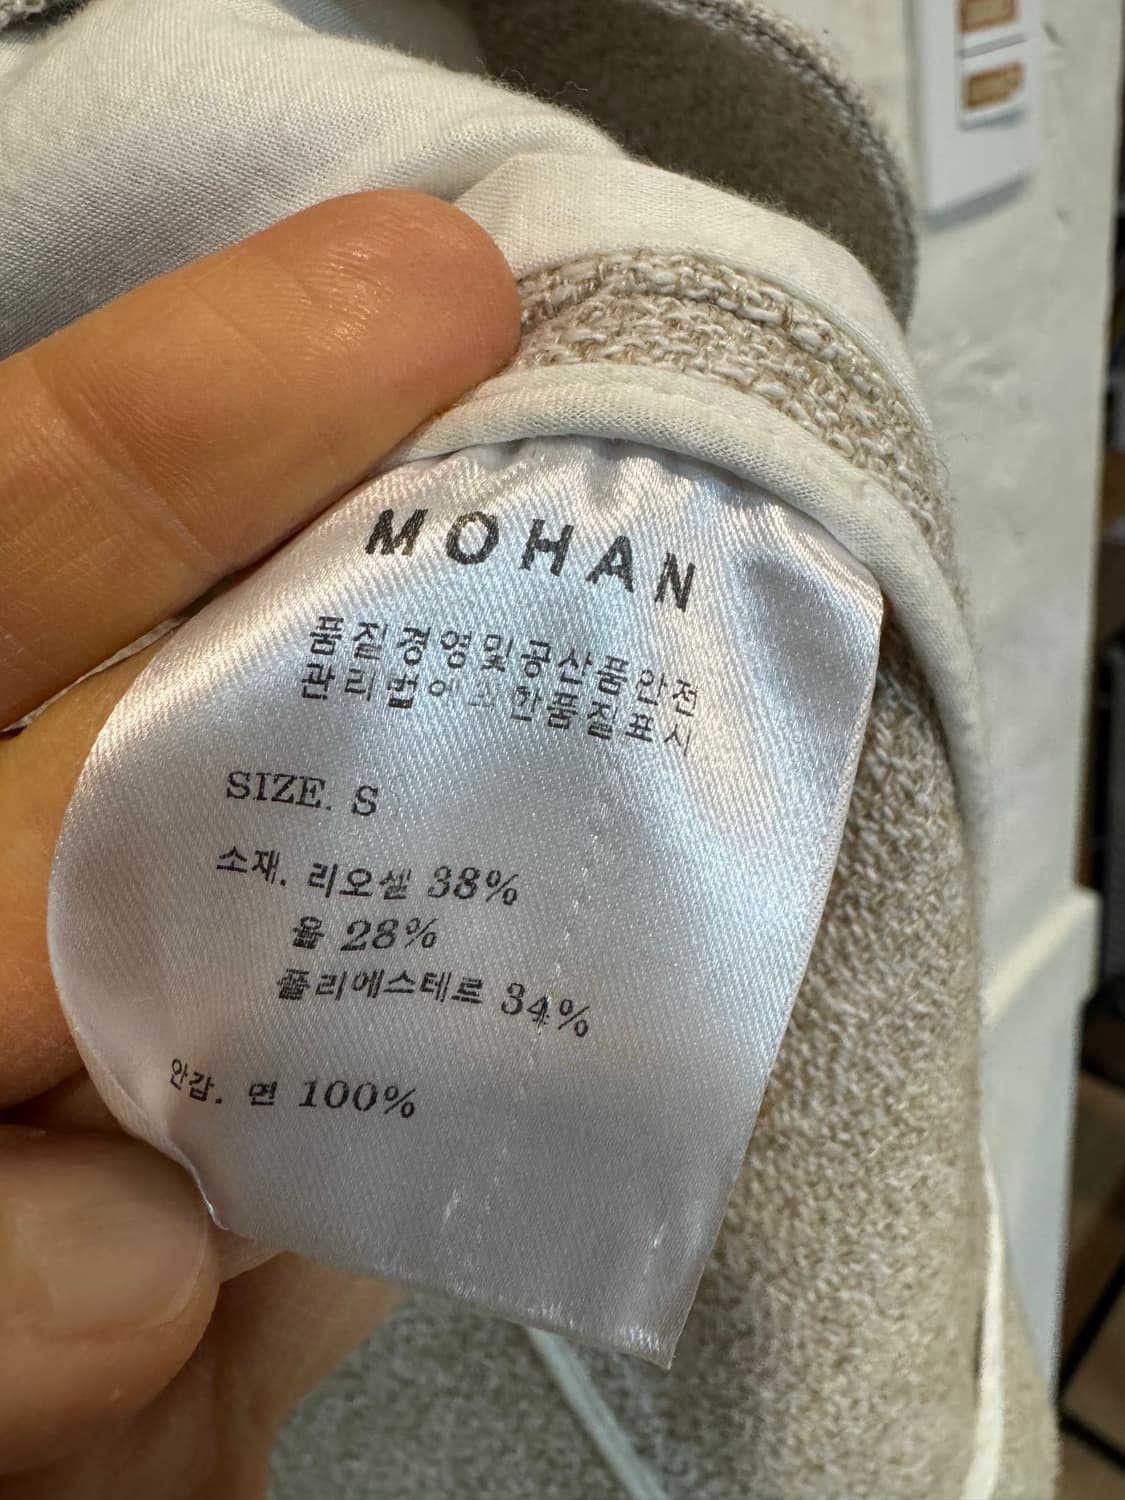 MOHAN
품질경영및공산품안전
관리법에 한품질표시
SIZE. S
소재. 리오셀 38%
울 28%
폴리에스테르 34%
안감. 면 100%